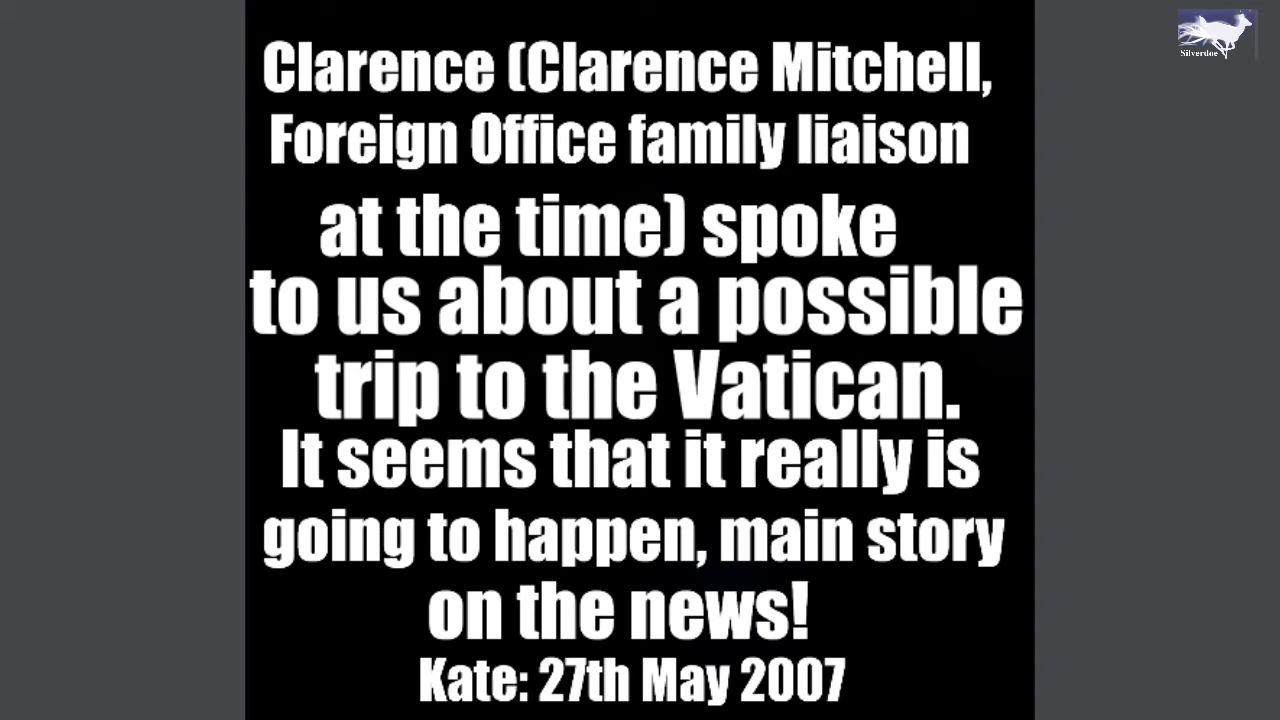 Silverdoe
Clarence (Clarence Mitchell,
Foreign Office family liaison
at the time) spoke
to us about a possible
trip to the Vatican.
It seems that it really is
going to happen, main story
on the news!
Kate: 27th May 2007